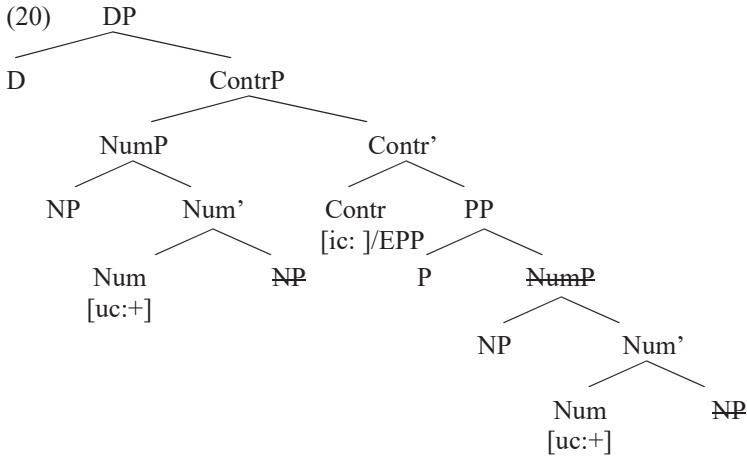 (20) DP
D ContrP
NumP Contr’
NP Num’ Contr PP
[ic: ]/EPP
Num NP P NumP
[uc:+]
NP Num’
Num NP
[uc:+]